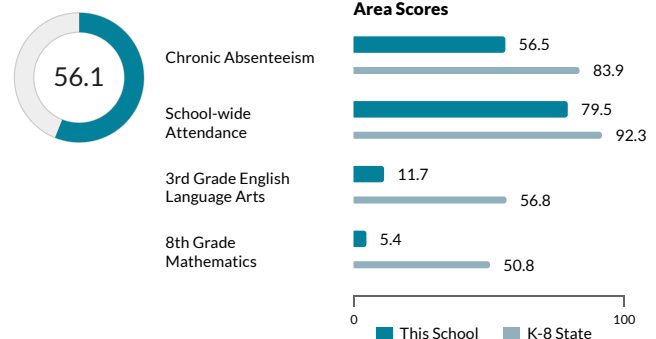 Area Scores
56.1
Chronic Absenteeism
56.5
83.9
School-wide
Attendance
79.5
92.3
3rd Grade English
Language Arts
11.7
56.8
8th Grade
Mathematics
5.4
50.8
0
100
This School
K-8 State